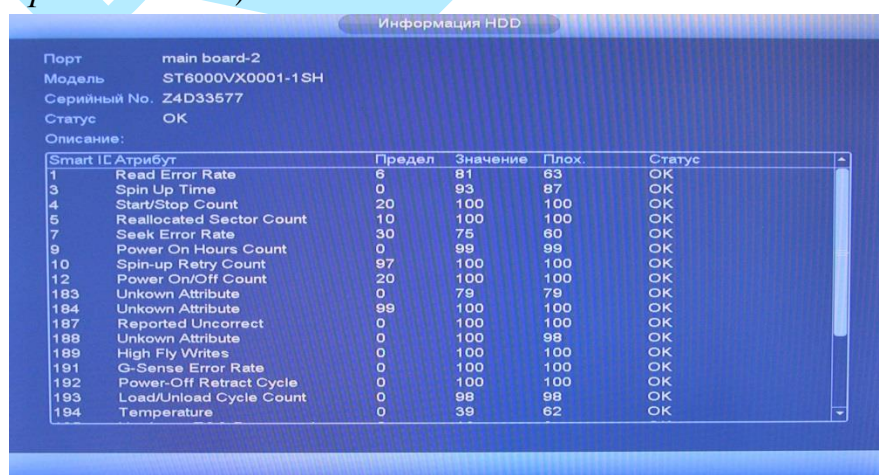 Информация HDD
Порт main board-2
Модель ST6000VX0001-1SH
Серийный No. Z4D33577
Статус OK
Описание:
Smart ID Атрибут Предел Значение Плох. Статус
1 Read Error Rate 6 81 63 OK
3 Spin Up Time 0 93 87 OK
4 Start/Stop Count 20 100 100 OK
5 Reallocated Sector Count 10 100 100 OK
7 Seek Error Rate 30 75 60 OK
9 Power On Hours Count 0 99 99 OK
10 Spin-up Retry Count 97 100 100 OK
12 Power On/Off Count 20 100 100 OK
183 Unkown Attribute 0 79 79 OK
184 Unkown Attribute 99 100 100 OK
187 Reported Uncorrect 0 100 100 OK
188 Unkown Attribute 0 100 98 OK
189 High Fly Writes 0 100 100 OK
191 G-Sense Error Rate 0 100 100 OK
192 Power-Off Retract Cycle 0 100 100 OK
193 Load/Unload Cycle Count 0 98 98 OK
194 Temperature 0 39 62 OK